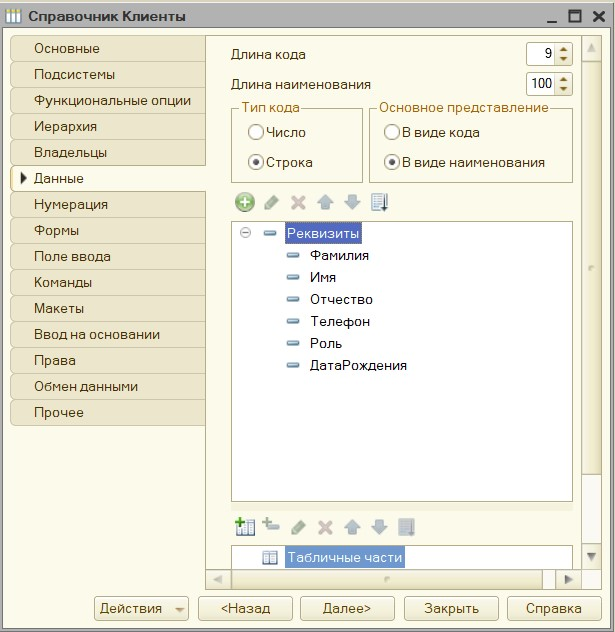 Справочник Клиенты
Основные
Подсистемы
Функциональные опции
Иерархия
Владельцы
Данные
Нумерация
Формы
Поле ввода
Команды
Макеты
Ввод на основании
Права
Обмен данными
Прочее
Длина кода 9
Длина наименования 100
Тип кода
Число
Строка
Основное представление
В виде кода
В виде наименования
Реквизиты
Фамилия
Имя
Отчество
Телефон
Роль
ДатаРождения
Табличные части
Действия <Назад Далее> Закрыть Справка